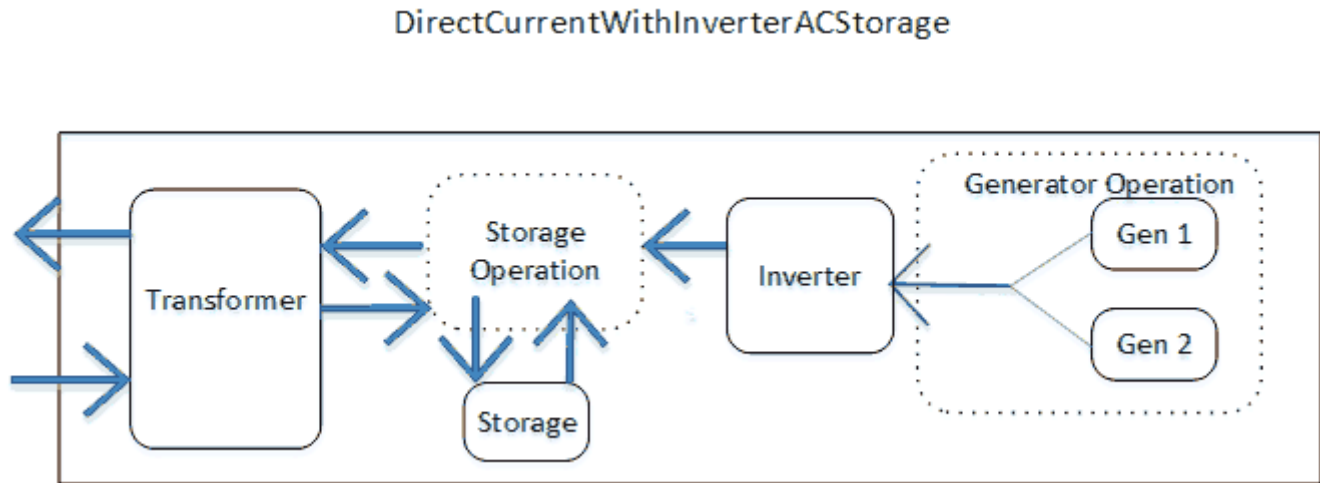 DirectCurrentWithInverterACStorage
Generator Operation
Gen 1
Storage
Operation
Inverter
Transformer
Gen 2
Storage